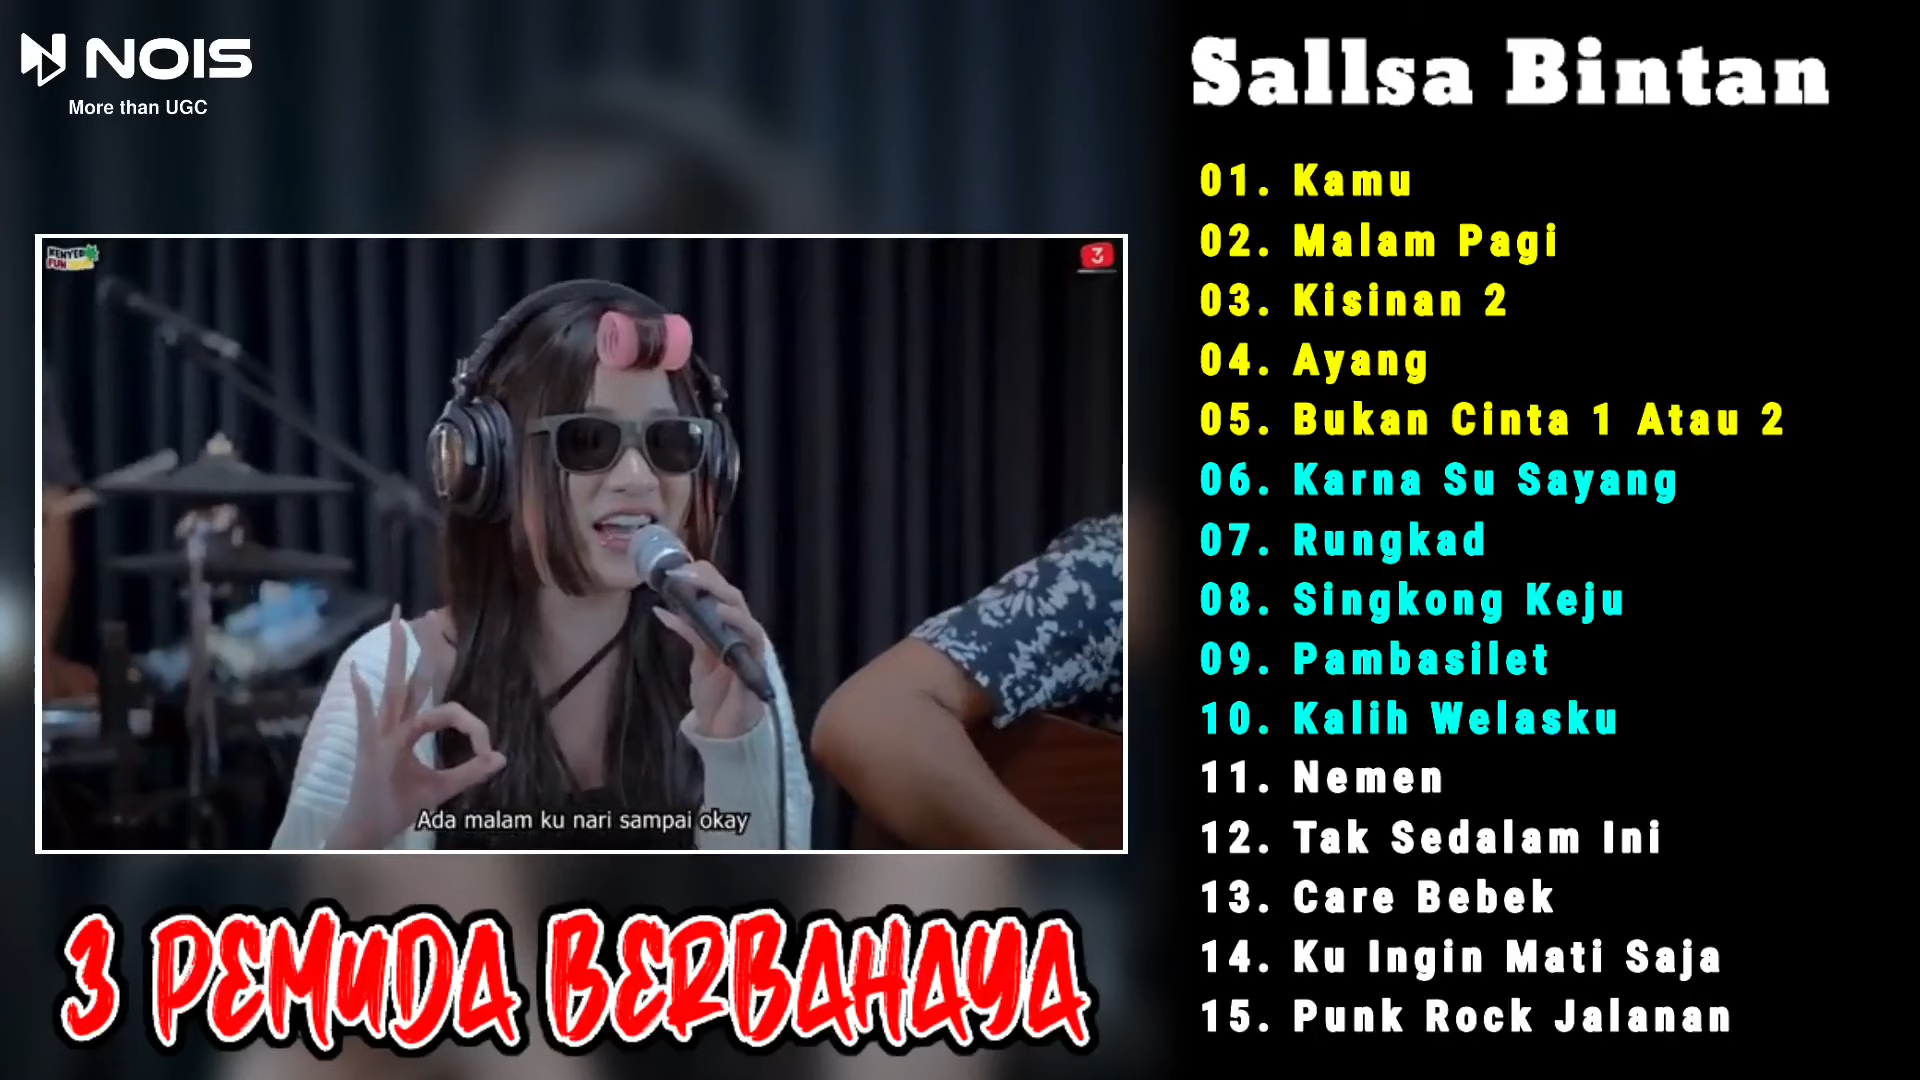 NOIS
More than UGC
Sallsa Bintan
01. Kamu
02. Malam Pagi
03. Kisinan 2
04. Ayang
05. Bukan Cinta 1 Atau 2
06. Karna Su Sayang
07. Rungkad
08. Singkong Keju
09. Pambasilet
10. Kalih Welasku
11. Nemen
12. Tak Sedalam Ini
13. Care Bebek
14. Ku Ingin Mati Saja
15. Punk Rock Jalanan
KENYED
FUN
3
Ada malam ku nari sampai okay
3 PEMUDA BERBAHAYA